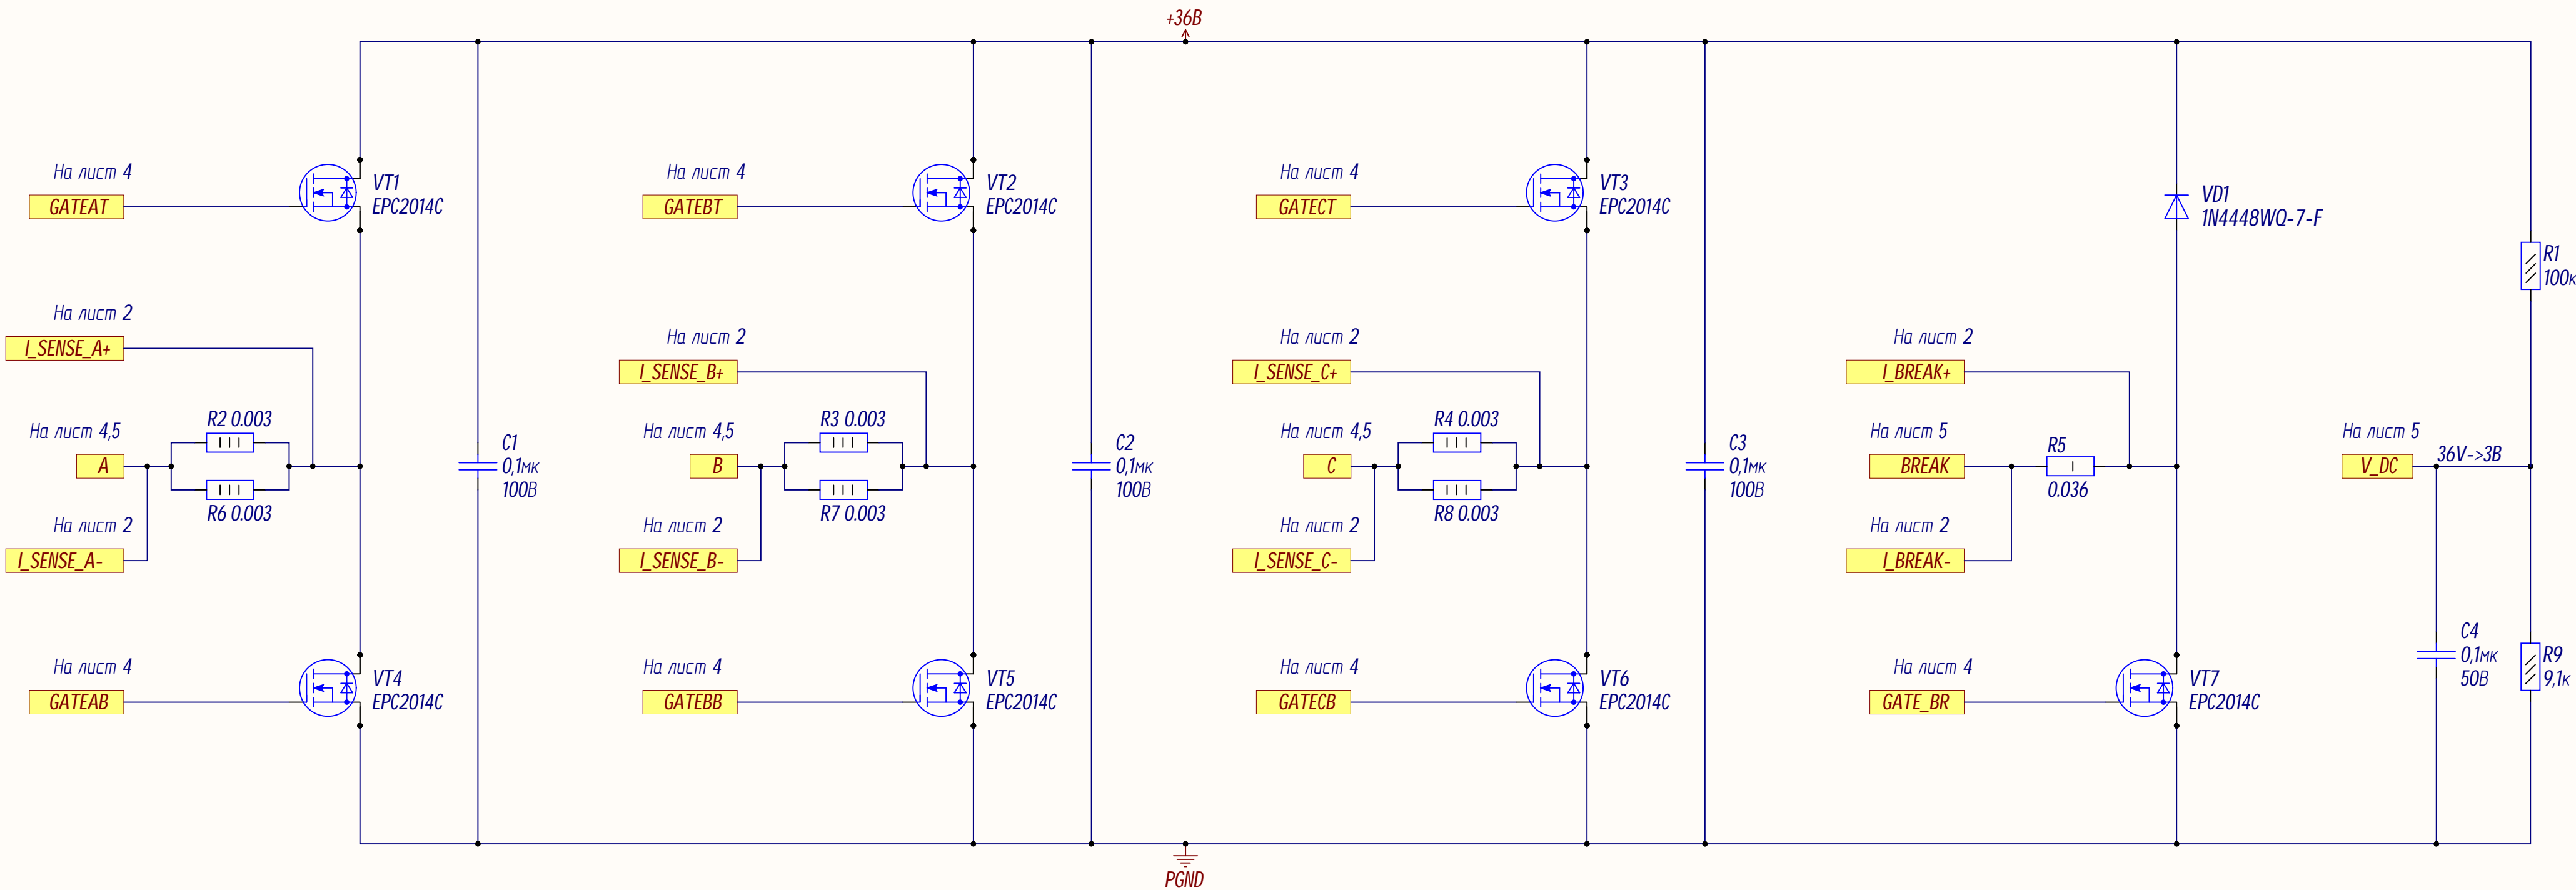 +36В
На лист 4
GATEAT
VT1
EPC2014C
На лист 4
GATEBT
VT2
EPC2014C
На лист 4
GATECT
VT3
EPC2014C
VD1
1N4448WQ-7-F
R1
100к
На лист 2
I_SENSE_A+
На лист 2
I_SENSE_B+
На лист 2
I_SENSE_C+
На лист 2
I_BREAK+
На лист 4,5
A
R2 0.003
R6 0.003
C1
0,1мк
100В
На лист 4,5
B
R3 0.003
R7 0.003
C2
0,1мк
100В
На лист 4,5
C
R4 0.003
R8 0.003
C3
0,1мк
100В
На лист 5
BREAK
R5
0.036
На лист 5
V_DC
36V->3В
На лист 2
I_SENSE_A-
На лист 2
I_SENSE_B-
На лист 2
I_SENSE_C-
На лист 2
I_BREAK-
На лист 4
GATEAB
VT4
EPC2014C
На лист 4
GATEBB
VT5
EPC2014C
На лист 4
GATECB
VT6
EPC2014C
На лист 4
GATE_BR
VT7
EPC2014C
C4
0,1мк
50В
R9
9,1к
PGND